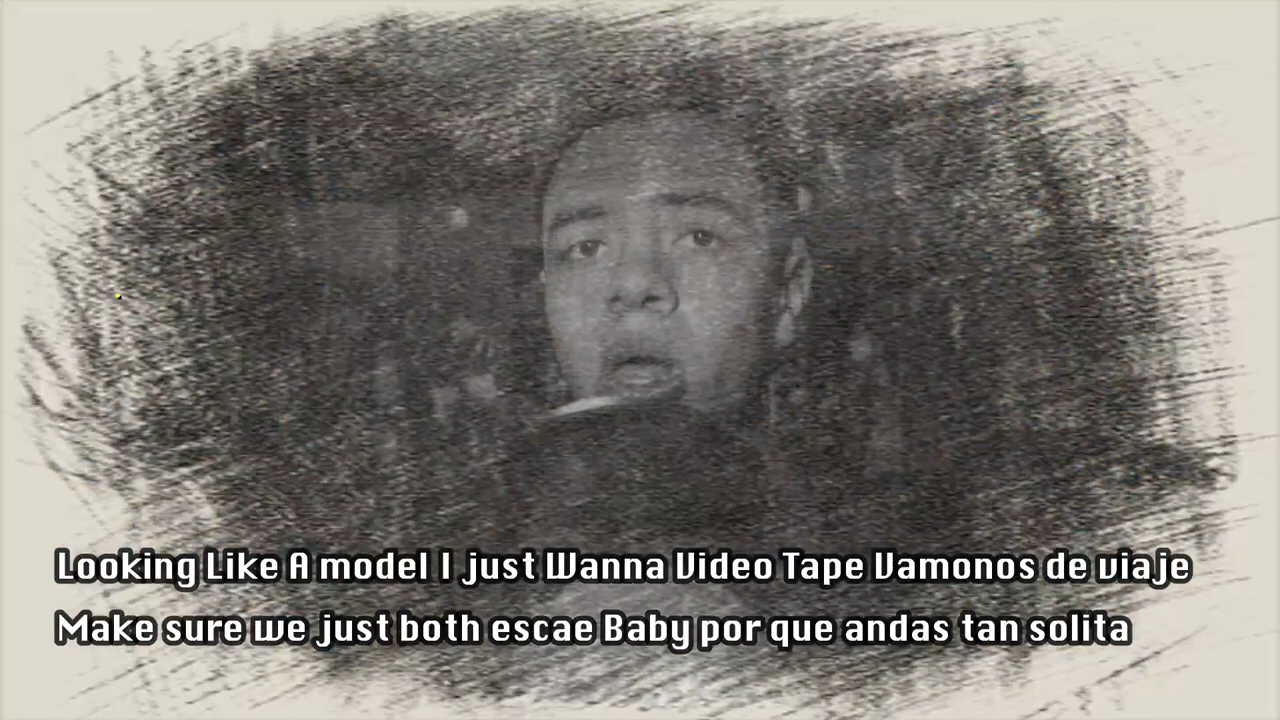 Looking Like A model I just Wanna Video Tape Vamonos de viaje
Make sure we just both escae Baby por que andas tan solita